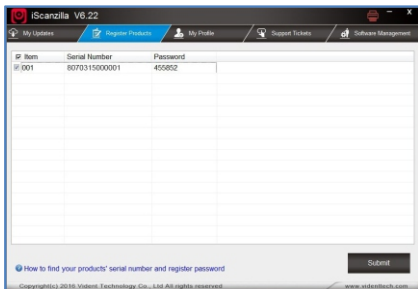 iScanzilla V6.22
My Updates Register Products My Profile Support Tickets Software Management
Item Serial Number Password
001 8070315000001 455852
How to find your products' serial number and register password
Submit
Copyright(c) 2016 Vident Technology Co., Ltd All rights reserved www.videnttech.com